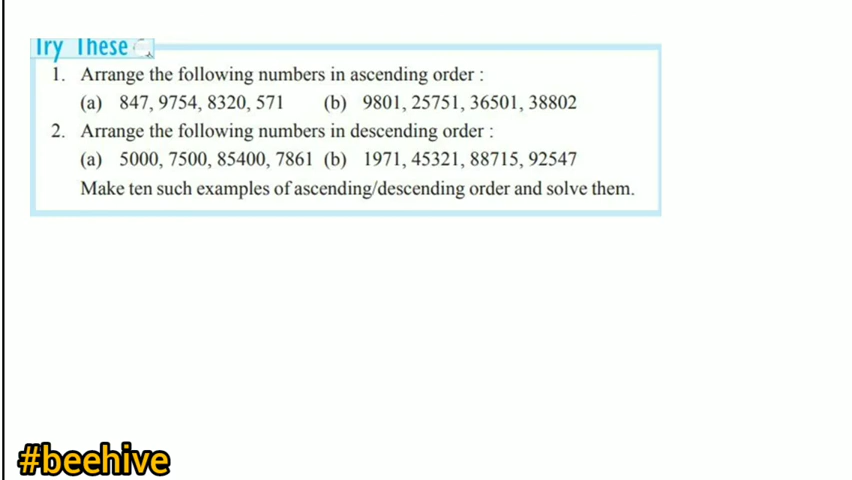 Try These
1. Arrange the following numbers in ascending order :
(a) 847, 9754, 8320, 571 (b) 9801, 25751, 36501, 38802
2. Arrange the following numbers in descending order :
(a) 5000, 7500, 85400, 7861 (b) 1971, 45321, 88715, 92547
Make ten such examples of ascending/descending order and solve them.
#beehive